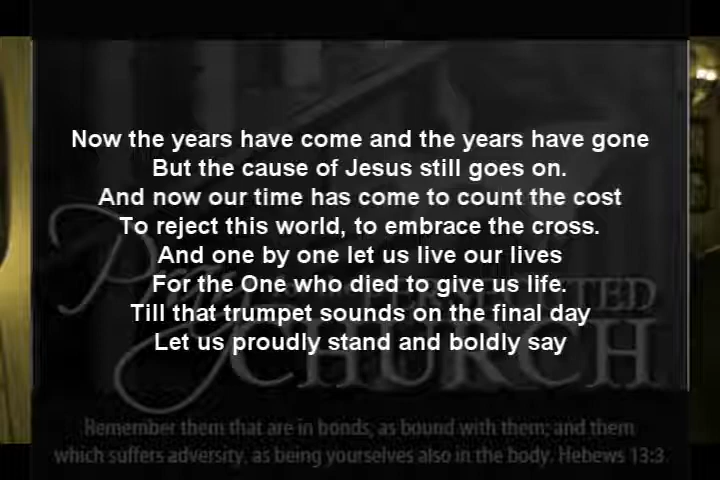 Now the years have come and the years have gone
But the cause of Jesus still goes on.
And now our time has come to count the cost
To reject this world, to embrace the cross.
And one by one let us live our lives
For the One who died to give us life.
Till that trumpet sounds on the final day
Let us proudly stand and boldly say
Pray
CHURCH
Remember them that are in bonds, as bound with them; and them
which suffers adversity, as being yourselves also in the body. Hebews 13:3